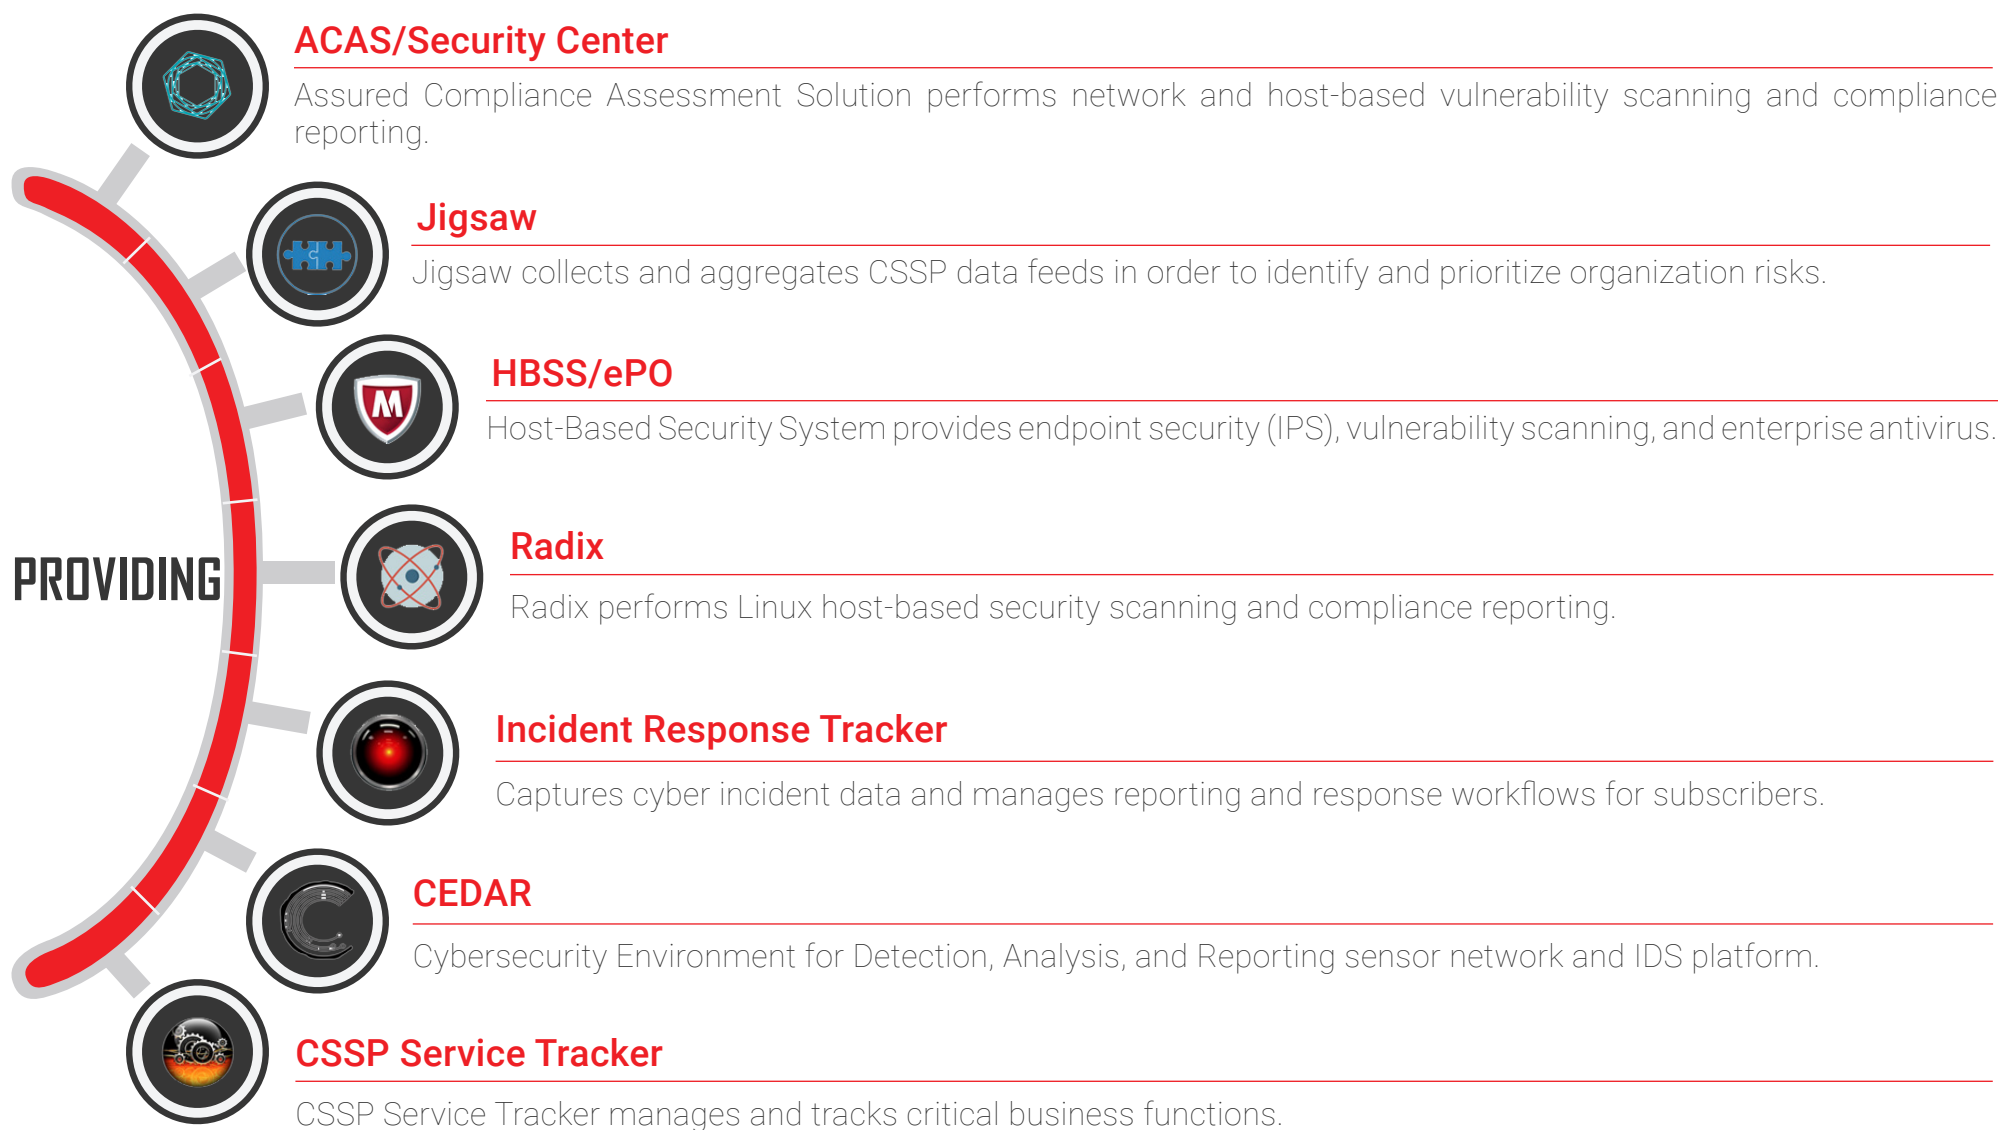 ACAS/Security Center
Assured Compliance Assessment Solution performs network and host-based vulnerability scanning and compliance
reporting.
Jigsaw
Jigsaw collects and aggregates CSSP data feeds in order to identify and prioritize organization risks.
HBSS/ePO
M
Host-Based Security System provides endpoint security (IPS), vulnerability scanning, and enterprise antivirus.
PROVIDING
Radix
Radix performs Linux host-based security scanning and compliance reporting.
Incident Response Tracker
Captures cyber incident data and manages reporting and response workflows for subscribers.
CEDAR
Cybersecurity Environment for Detection, Analysis, and Reporting sensor network and IDS platform.
CSSP Service Tracker
CSSP Service Tracker manages and tracks critical business functions.